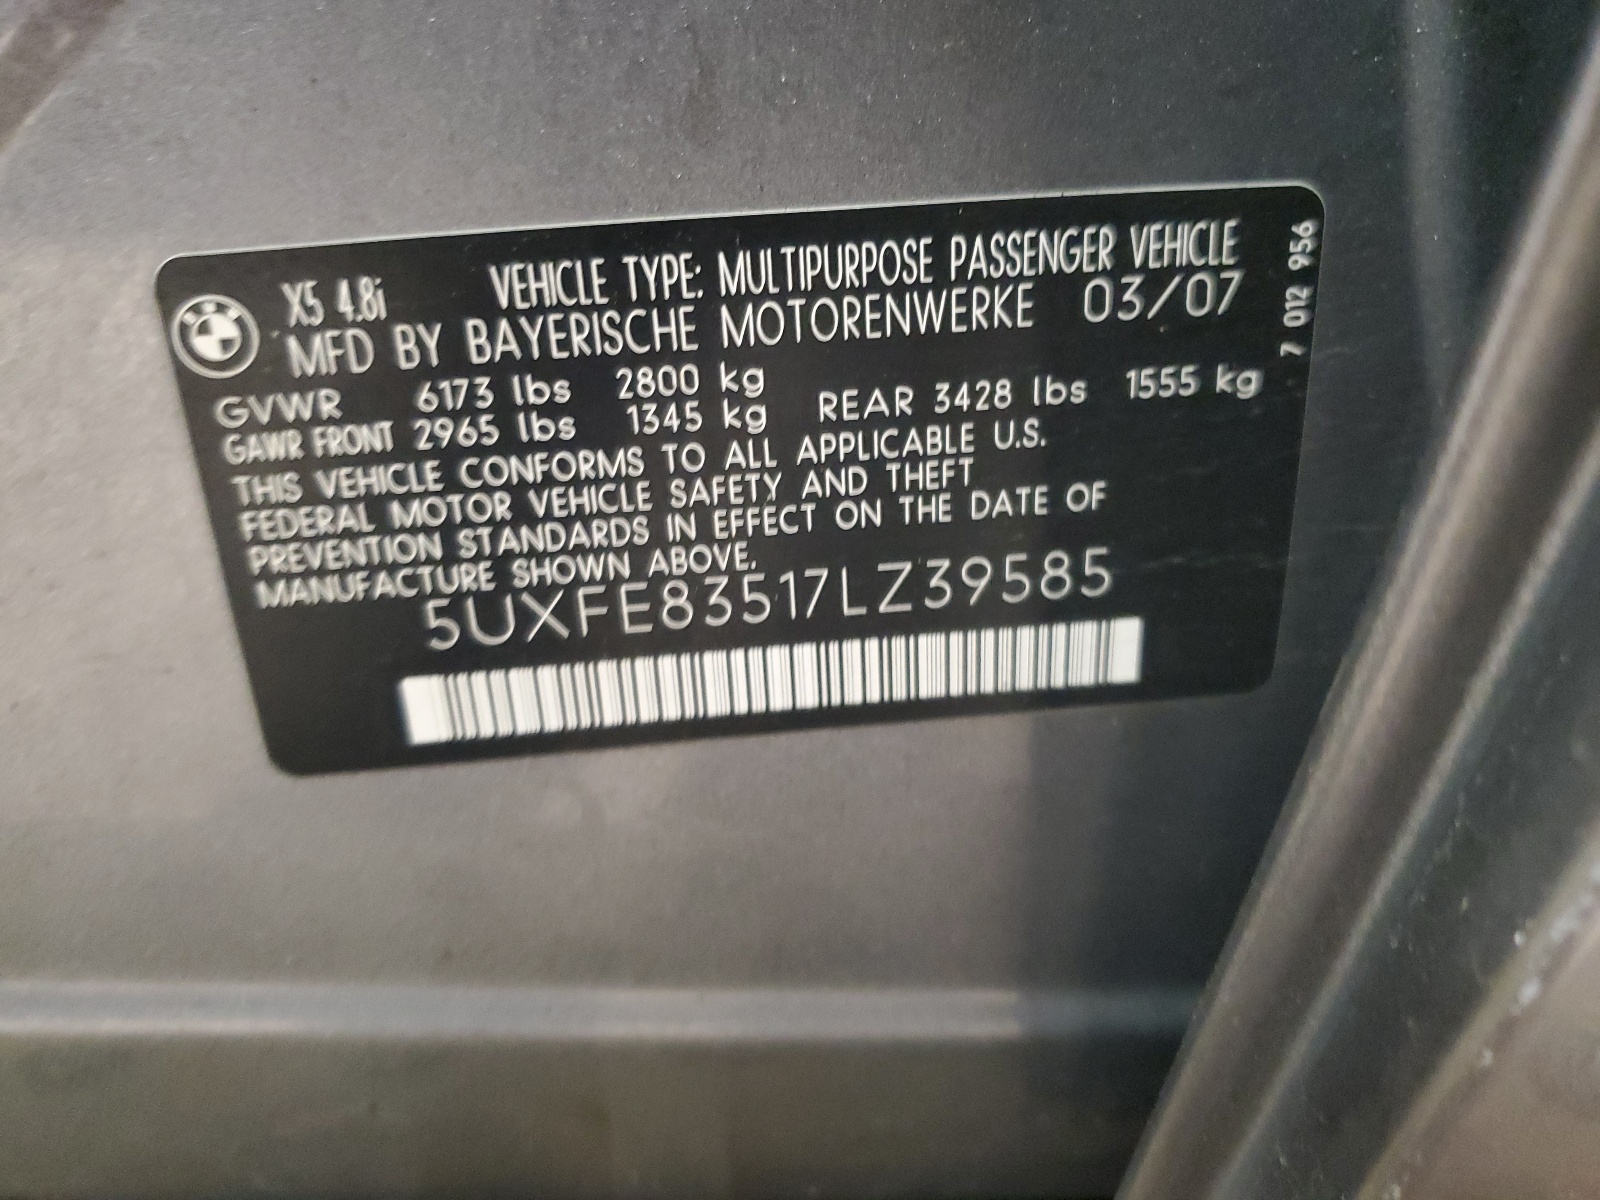 X5 4.8i VEHICLE TYPE: MULTIPURPOSE PASSENGER VEHICLE
MFD BY BAYERISCHE MOTORENWERKE 03/07
GVWR 6173 lbs 2800 kg
GAWR FRONT 2965 lbs 1345 kg REAR 3428 lbs 1555 kg
THIS VEHICLE CONFORMS TO ALL APPLICABLE U.S.
FEDERAL MOTOR VEHICLE SAFETY AND THEFT
PREVENTION STANDARDS IN EFFECT ON THE DATE OF
MANUFACTURE SHOWN ABOVE.
5UXFE83517LZ39585
7 012 956